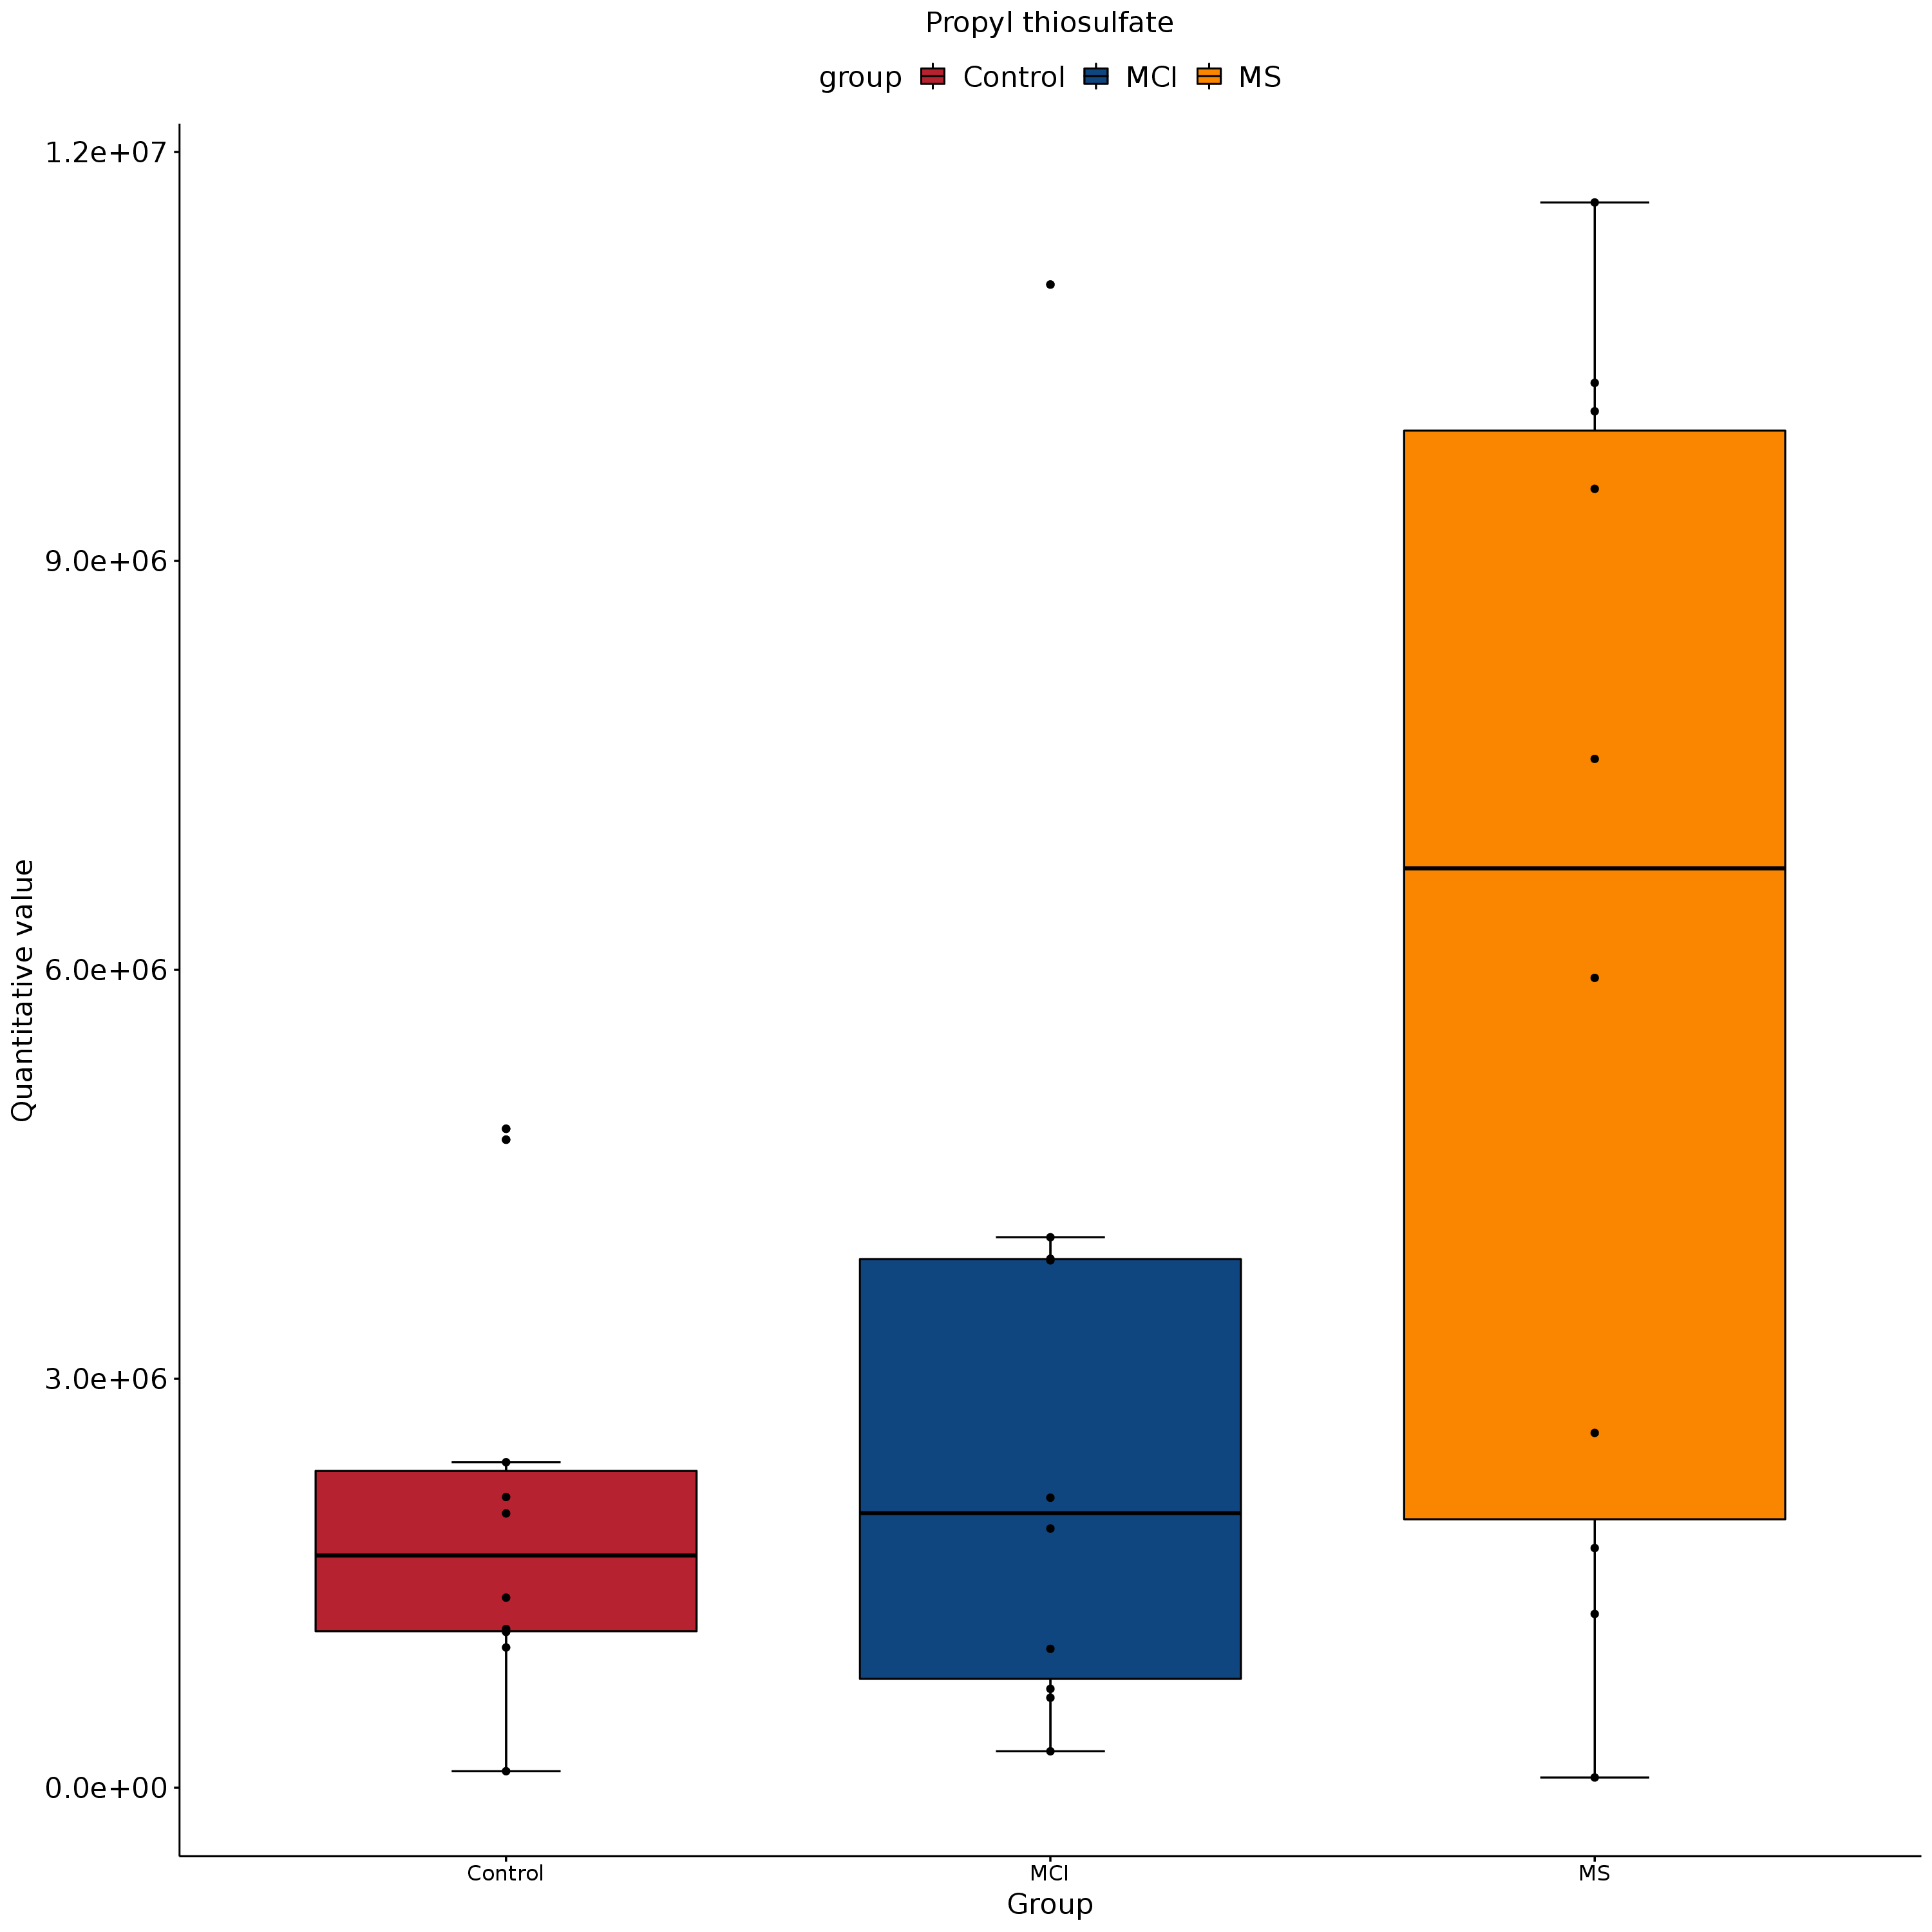 Propyl thiosulfate
group Control MCI MS
1.2e+07
9.0e+06
6.0e+06
3.0e+06
0.0e+00
Quantitative value
Control MCI MS
Group